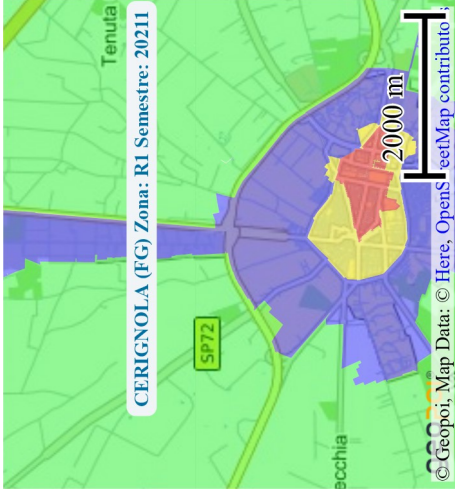 Tenuta
CERIGNOLA (FG) Zona: R1 Semestre: 20211
SP72
ecchia
2000 m
© Geopoi, Map Data: © Here, OpenStreetMap contributors